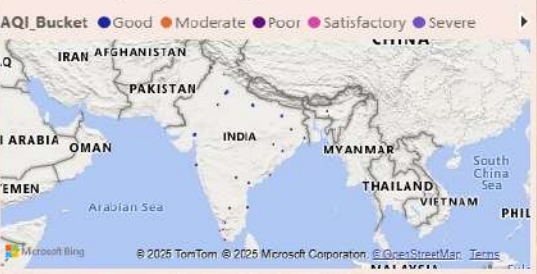 AQI_Bucket Good Moderate Poor Satisfactory Severe
CHINA
IRAN AFGHANISTAN
PAKISTAN
INDIA
I ARABIA OMAN
MYANMAR
South
China
Sea
THAILAND
VIETNAM
EMEN
Arabian Sea
PHIL
Microsoft Bing
© 2025 TomTom, © 2025 Microsoft Corporation, © OpenStreetMap Terms
MALAYSIA